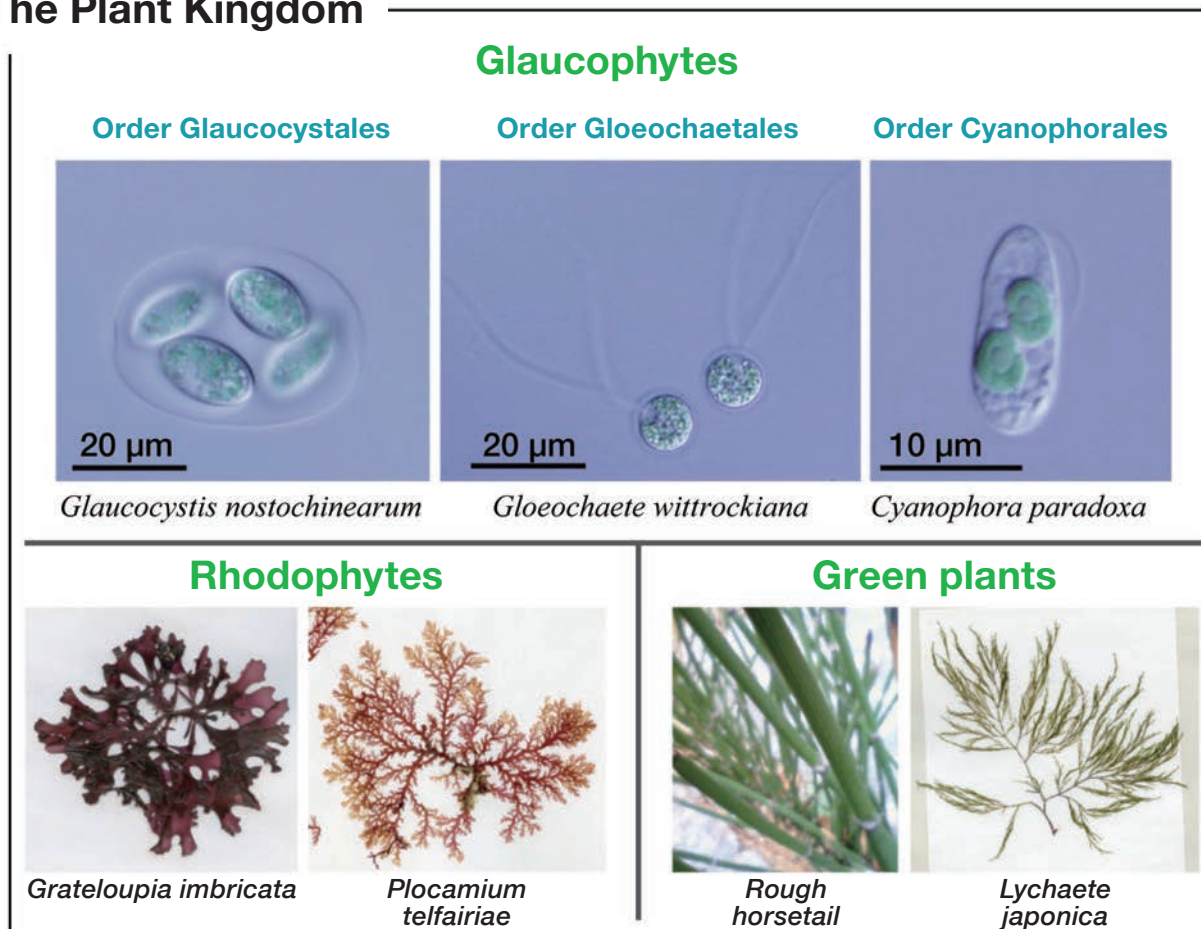 he Plant Kingdom
Glaucophytes
Order Glaucocystales
Order Gloeochaetales
Order Cyanophorales
20 µm
20 µm
10 µm
Glaucocystis nostochinearum
Gloeochaete wittrockiana
Cyanophora paradoxa
Rhodophytes
Green plants
Grateloupia imbricata
Plocamium
telfairiae
Rough
horsetail
Lychaete
japonica